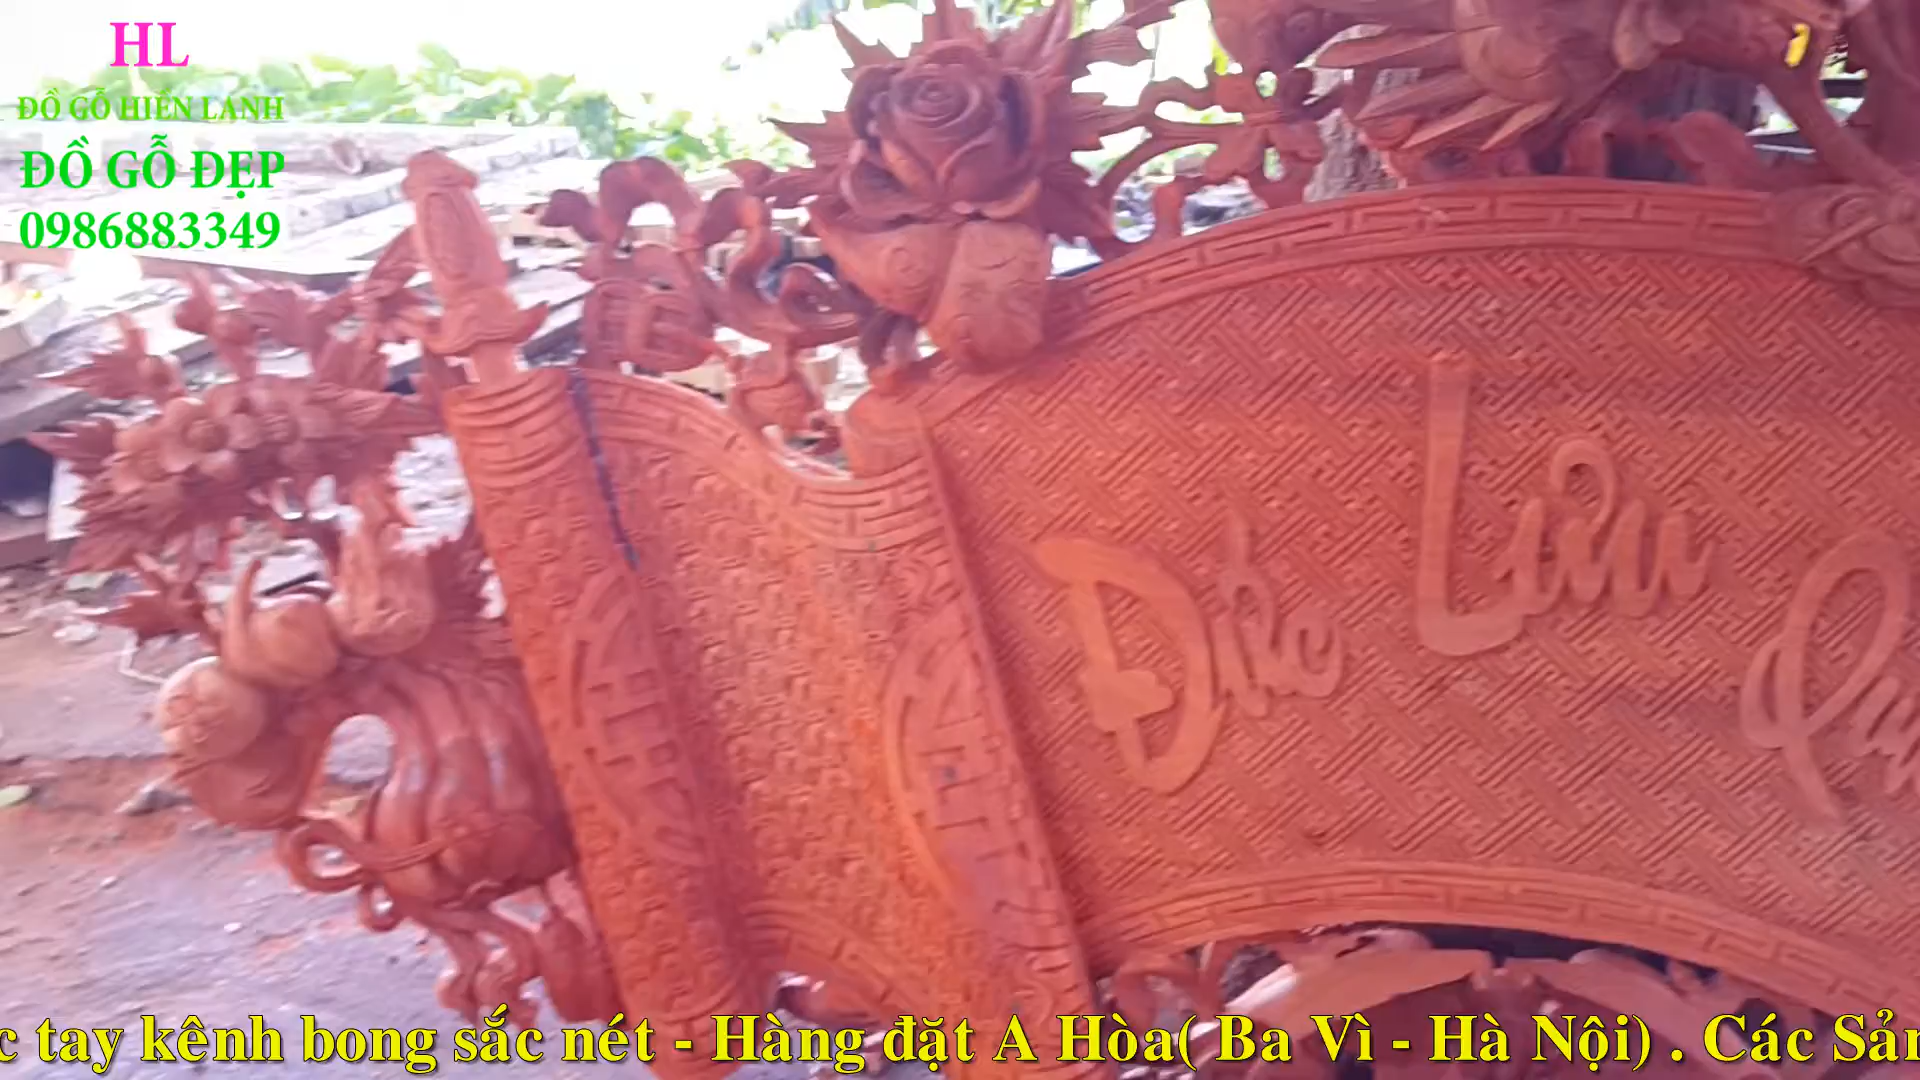 HL
ĐỒ GỖ HIỀN LÀNH
ĐỒ GỖ ĐẸP
0986883349
Đức Lưu
tay kênh bong sắc nét - Hàng đặt A Hòa( Ba Vì - Hà Nội) . Các